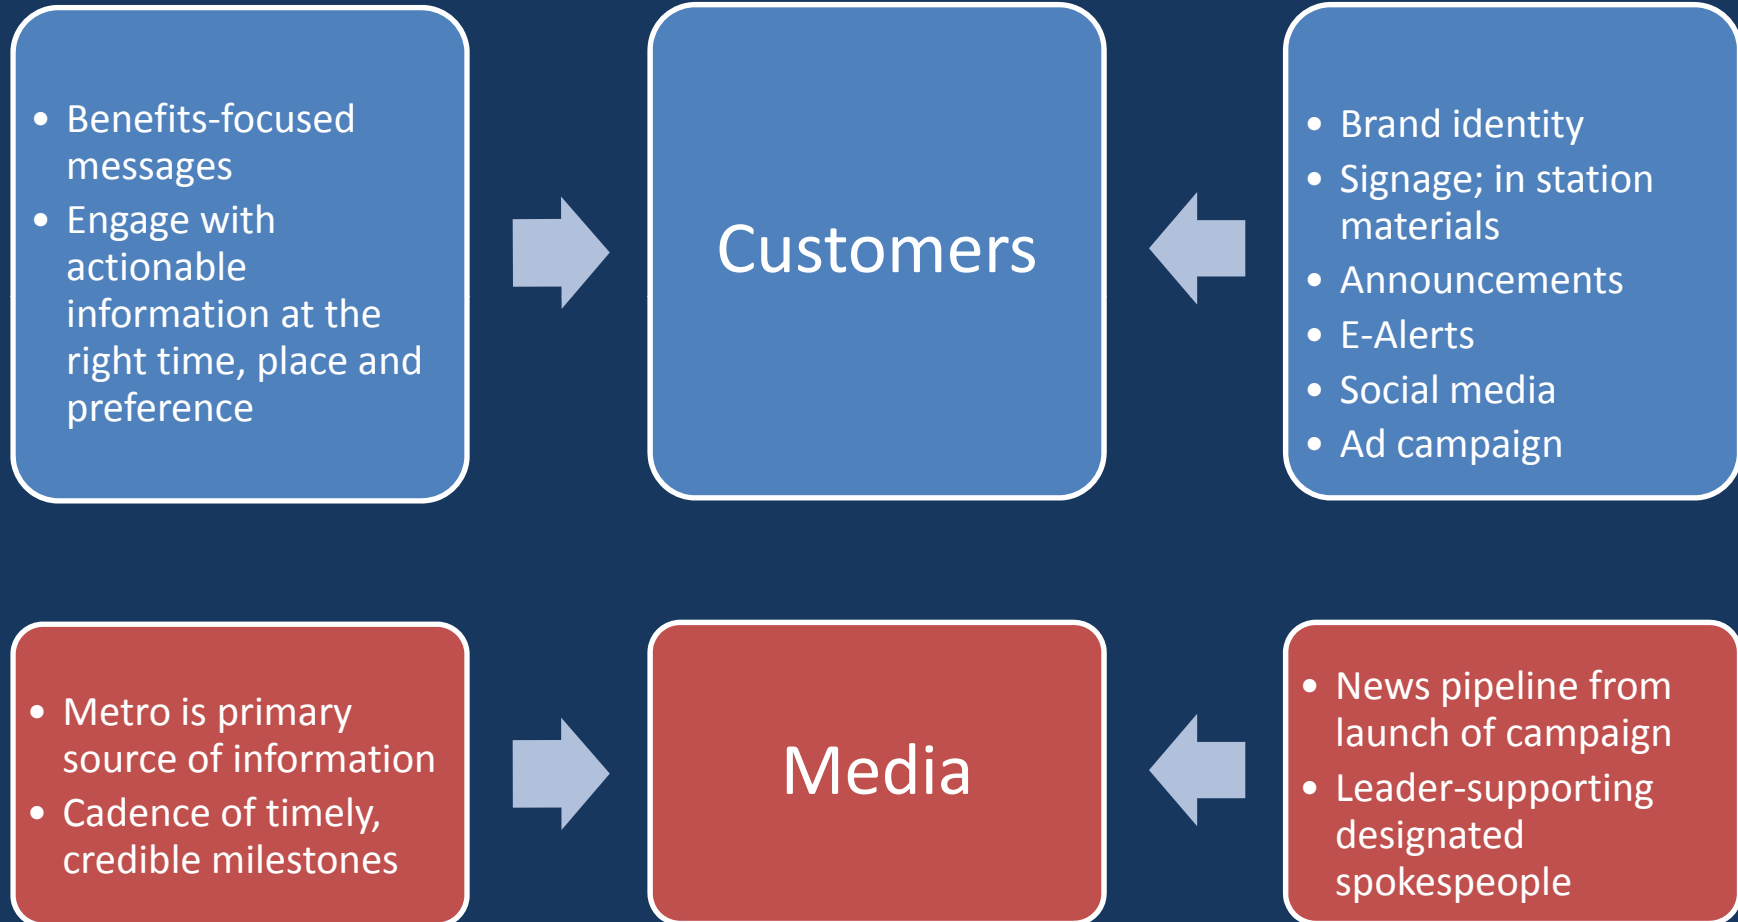 • Benefits-focused
messages
• Engage with
actionable
information at the
right time, place and
preference
Customers
• Brand identity
• Signage; in station
materials
• Announcements
• E-Alerts
• Social media
• Ad campaign
• Metro is primary
source of information
• Cadence of timely,
credible milestones
Media
• News pipeline from
launch of campaign
• Leader-supporting
designated
spokespeople